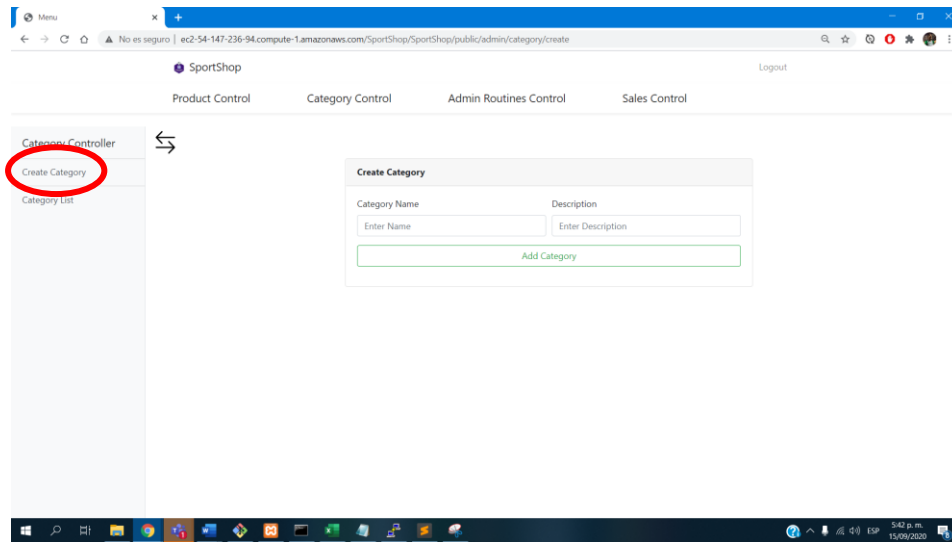 Menu
No es seguro | ec2-54-147-236-94.compute-1.amazonaws.com/SportShop/SportShop/public/admin/category/create
SportShop
Logout
Product Control Category Control Admin Routines Control Sales Control
Category Controller
Create Category
Category List
Create Category
Category Name Description
Enter Name Enter Description
Add Category
ESP
5:42 p. m.
15/09/2020